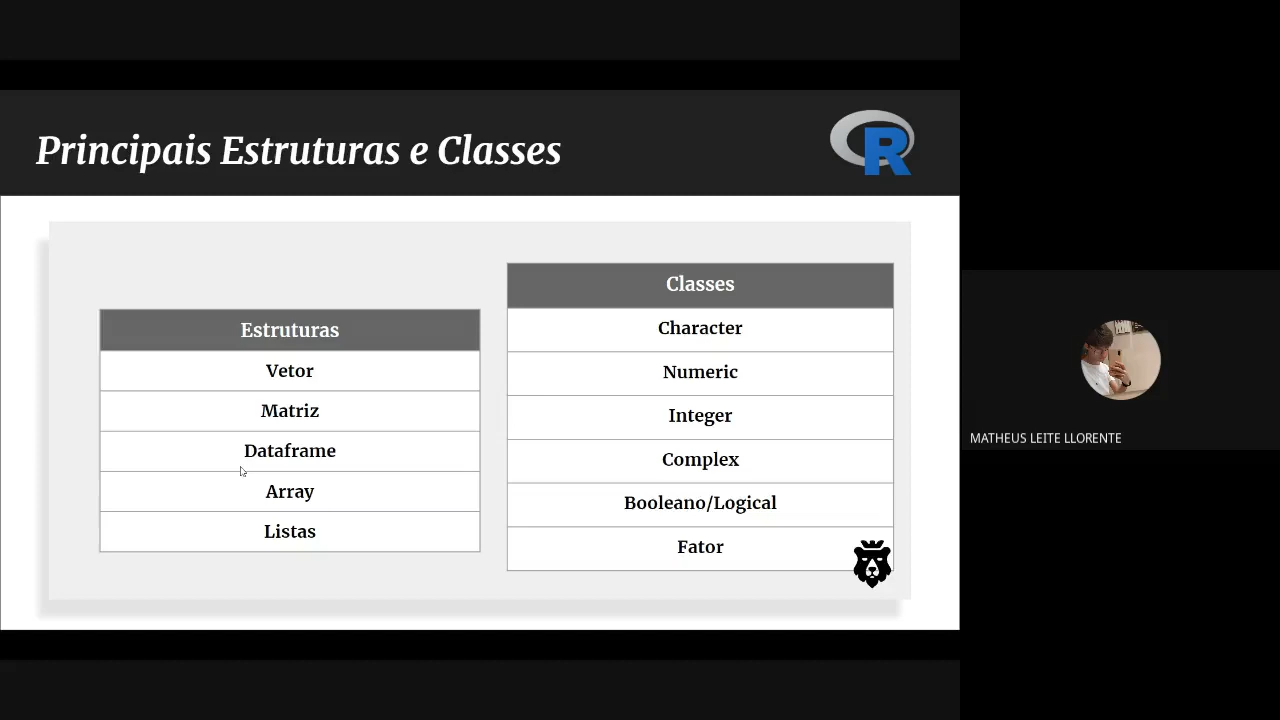 Principais Estruturas e Classes
R
Estruturas
Vetor
Matriz
Dataframe
Array
Listas
Classes
Character
Numeric
Integer
Complex
Booleano/Logical
Fator
MATHEUS LEITE LLORENTE